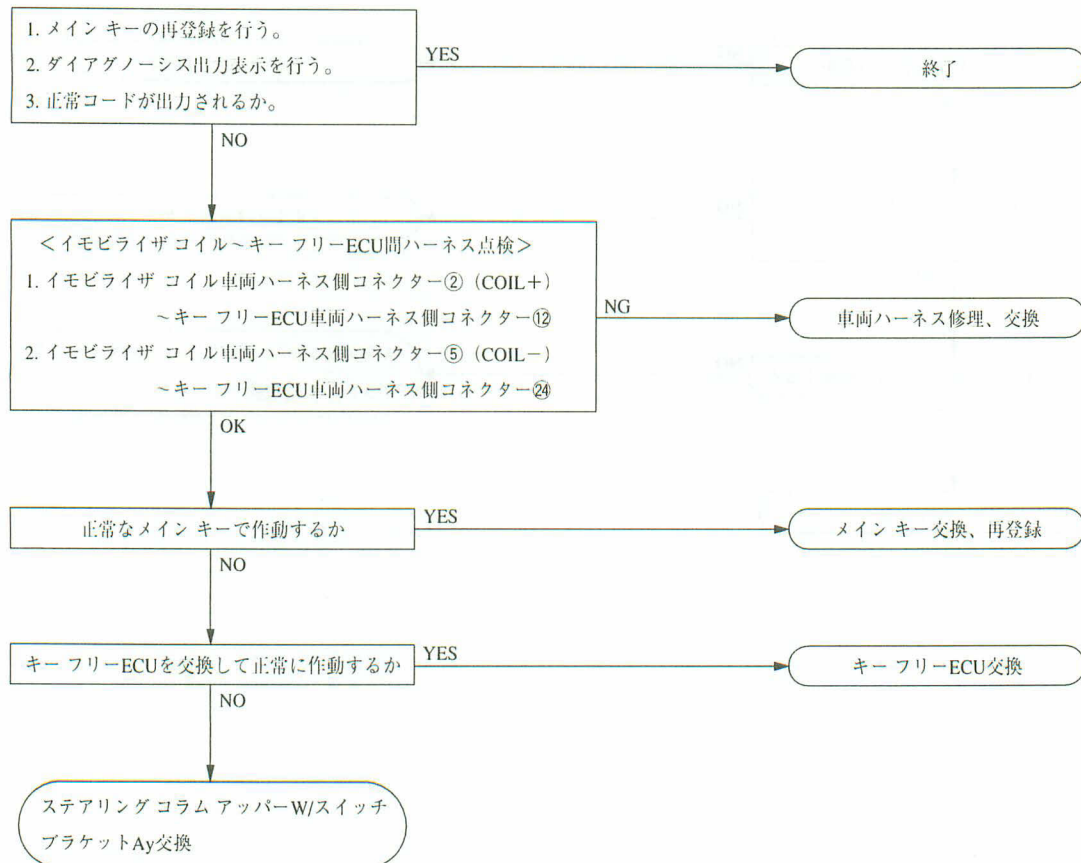 1. メイン キーの再登録を行う。
2. ダイアグノーシス出力表示を行う。
3. 正常コードが出力されるか。
YES
終了
NO
＜イモビライザ コイル～キー フリーECU間ハーネス点検＞
1. イモビライザ コイル車両ハーネス側コネクター②（COIL＋）
～キー フリーECU車両ハーネス側コネクター⑫
2. イモビライザ コイル車両ハーネス側コネクター⑤（COIL－）
～キー フリーECU車両ハーネス側コネクター㉔
NG
車両ハーネス修理、交換
OK
正常なメイン キーで作動するか
YES
メイン キー交換、再登録
NO
キー フリーECUを交換して正常に作動するか
YES
キー フリーECU交換
NO
ステアリング コラム アッパーW/スイッチ
ブラケットAy交換